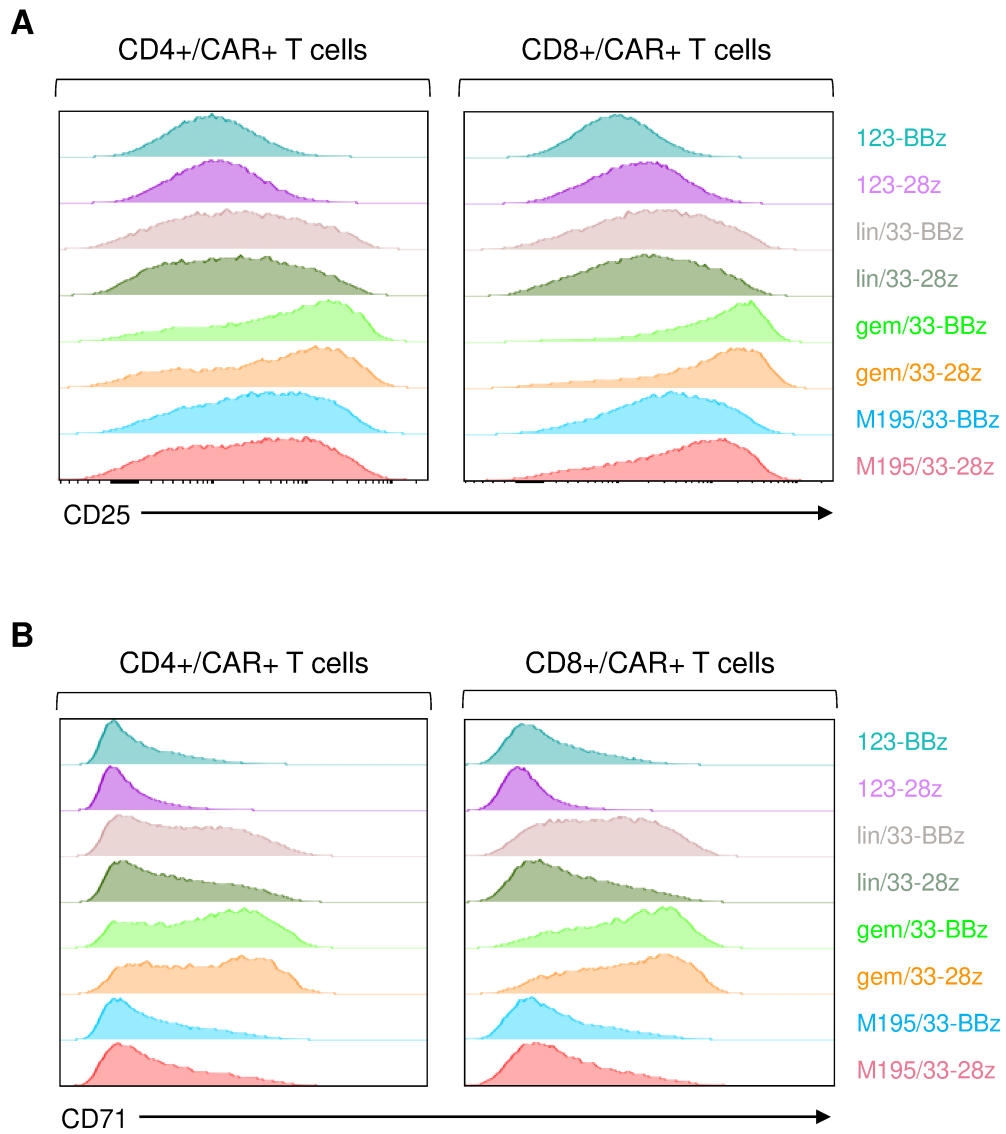 A
CD4+/CAR+ T cells
CD8+/CAR+ T cells
123-BBz
123-28z
lin/33-BBz
lin/33-28z
gem/33-BBz
gem/33-28z
M195/33-BBz
M195/33-28z
CD25
B
CD4+/CAR+ T cells
CD8+/CAR+ T cells
123-BBz
123-28z
lin/33-BBz
lin/33-28z
gem/33-BBz
gem/33-28z
M195/33-BBz
M195/33-28z
CD71